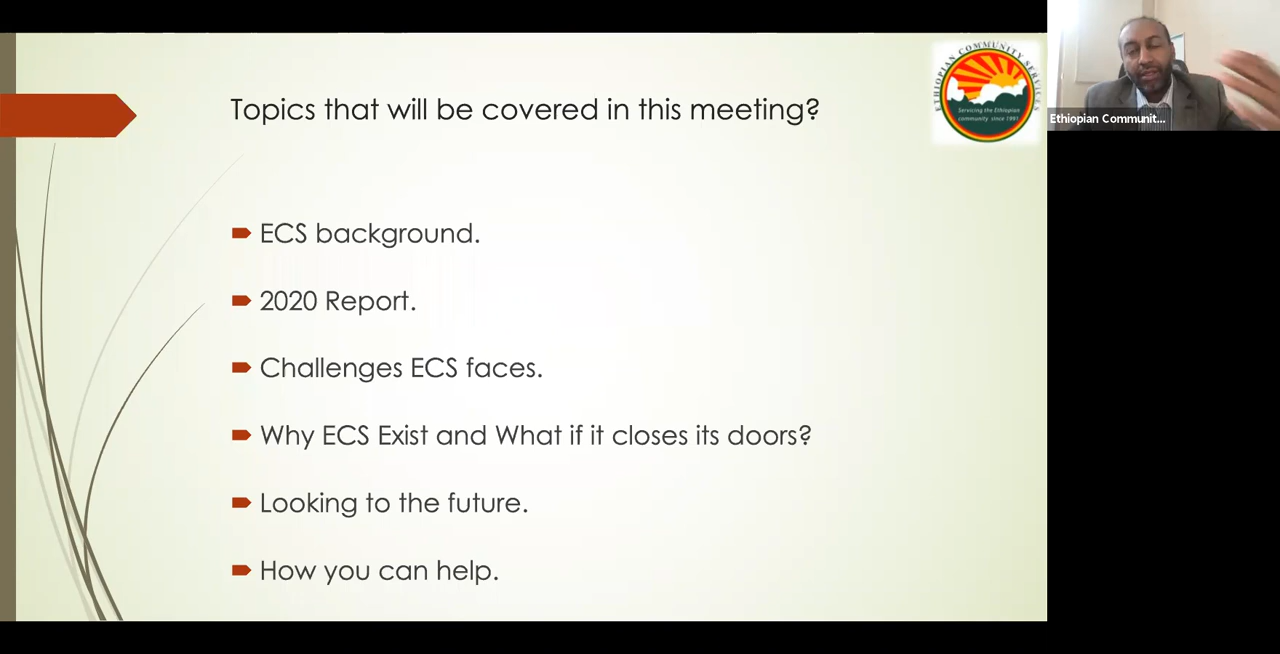 Topics that will be covered in this meeting?
ETHIOPIAN COMMUNITY SERVICES
Servicing the Ethiopian
community since 1991
Ethiopian Communit...
ECS background.
2020 Report.
Challenges ECS faces.
Why ECS Exist and What if it closes its doors?
Looking to the future.
How you can help.